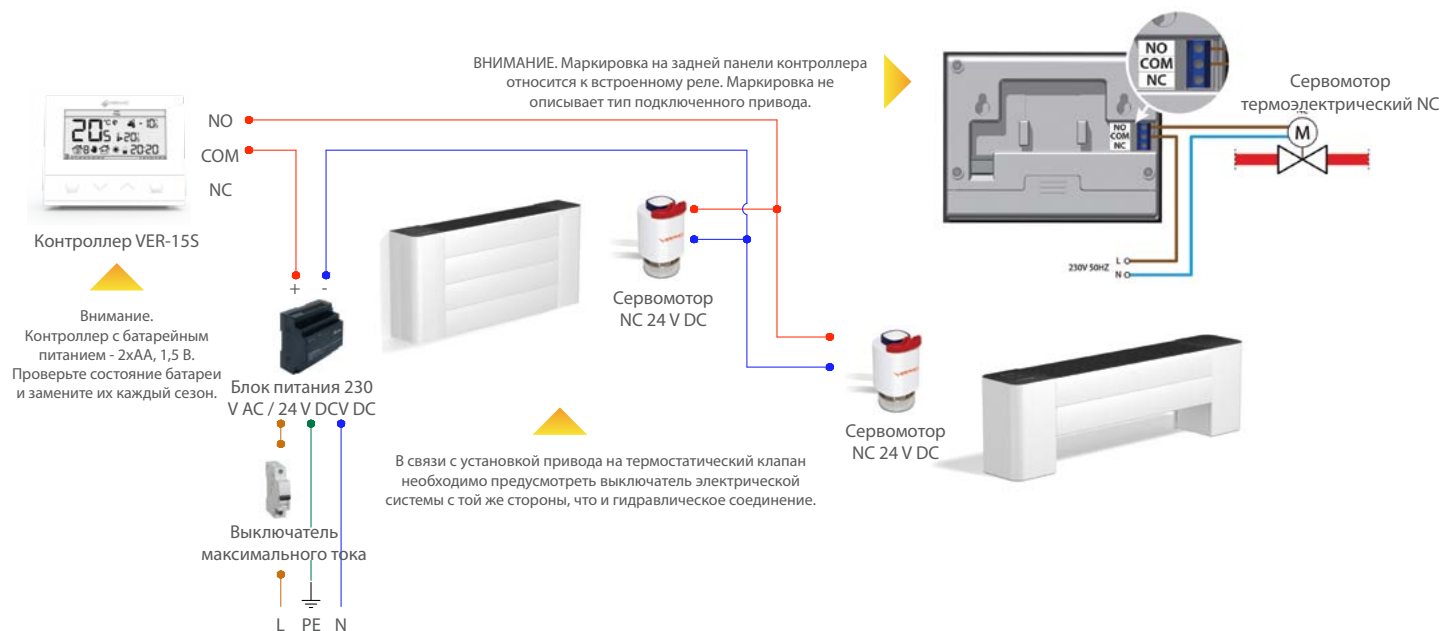 ВНИМАНИЕ. Маркировка на задней панели контроллера
относится к встроенному реле. Маркировка не
описывает тип подключенного привода.
NO
COM
NC
Сервомотор
термоэлектрический NC
NO
COM
NC
M
230V 50HZ
L
N
20.5 °C
20:20
NO
COM
NC
Контроллер VER-15S
Внимание.
Контроллер с батарейным
питанием - 2xAA, 1,5 В.
Проверьте состояние батареи
и замените их каждый сезон.
+ -
Блок питания 230
V AC / 24 V DCV DC
Сервомотор
NC 24 V DC
Сервомотор
NC 24 V DC
В связи с установкой привода на термостатический клапан
необходимо предусмотреть выключатель электрической
системы с той же стороны, что и гидравлическое соединение.
Выключатель
максимального тока
L PE N